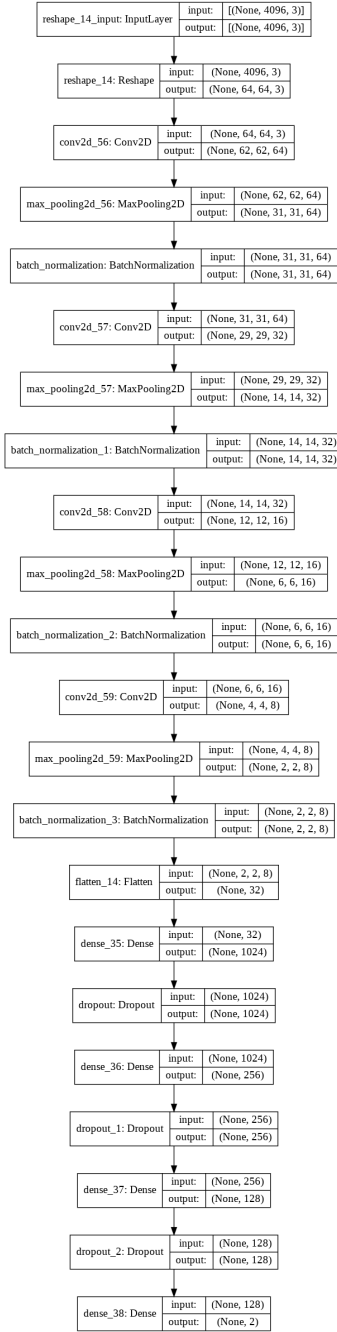 reshape_14_input: InputLayer
input: [(None, 4096, 3)]
output: [(None, 4096, 3)]
reshape_14: Reshape
input: (None, 4096, 3)
output: (None, 64, 64, 3)
conv2d_56: Conv2D
input: (None, 64, 64, 3)
output: (None, 62, 62, 64)
max_pooling2d_56: MaxPooling2D
input: (None, 62, 62, 64)
output: (None, 31, 31, 64)
batch_normalization: BatchNormalization
input: (None, 31, 31, 64)
output: (None, 31, 31, 64)
conv2d_57: Conv2D
input: (None, 31, 31, 64)
output: (None, 29, 29, 32)
max_pooling2d_57: MaxPooling2D
input: (None, 29, 29, 32)
output: (None, 14, 14, 32)
batch_normalization_1: BatchNormalization
input: (None, 14, 14, 32)
output: (None, 14, 14, 32)
conv2d_58: Conv2D
input: (None, 14, 14, 32)
output: (None, 12, 12, 16)
max_pooling2d_58: MaxPooling2D
input: (None, 12, 12, 16)
output: (None, 6, 6, 16)
batch_normalization_2: BatchNormalization
input: (None, 6, 6, 16)
output: (None, 6, 6, 16)
conv2d_59: Conv2D
input: (None, 6, 6, 16)
output: (None, 4, 4, 8)
max_pooling2d_59: MaxPooling2D
input: (None, 4, 4, 8)
output: (None, 2, 2, 8)
batch_normalization_3: BatchNormalization
input: (None, 2, 2, 8)
output: (None, 2, 2, 8)
flatten_14: Flatten
input: (None, 2, 2, 8)
output: (None, 32)
dense_35: Dense
input: (None, 32)
output: (None, 1024)
dropout: Dropout
input: (None, 1024)
output: (None, 1024)
dense_36: Dense
input: (None, 1024)
output: (None, 256)
dropout_1: Dropout
input: (None, 256)
output: (None, 256)
dense_37: Dense
input: (None, 256)
output: (None, 128)
dropout_2: Dropout
input: (None, 128)
output: (None, 128)
dense_38: Dense
input: (None, 128)
output: (None, 2)